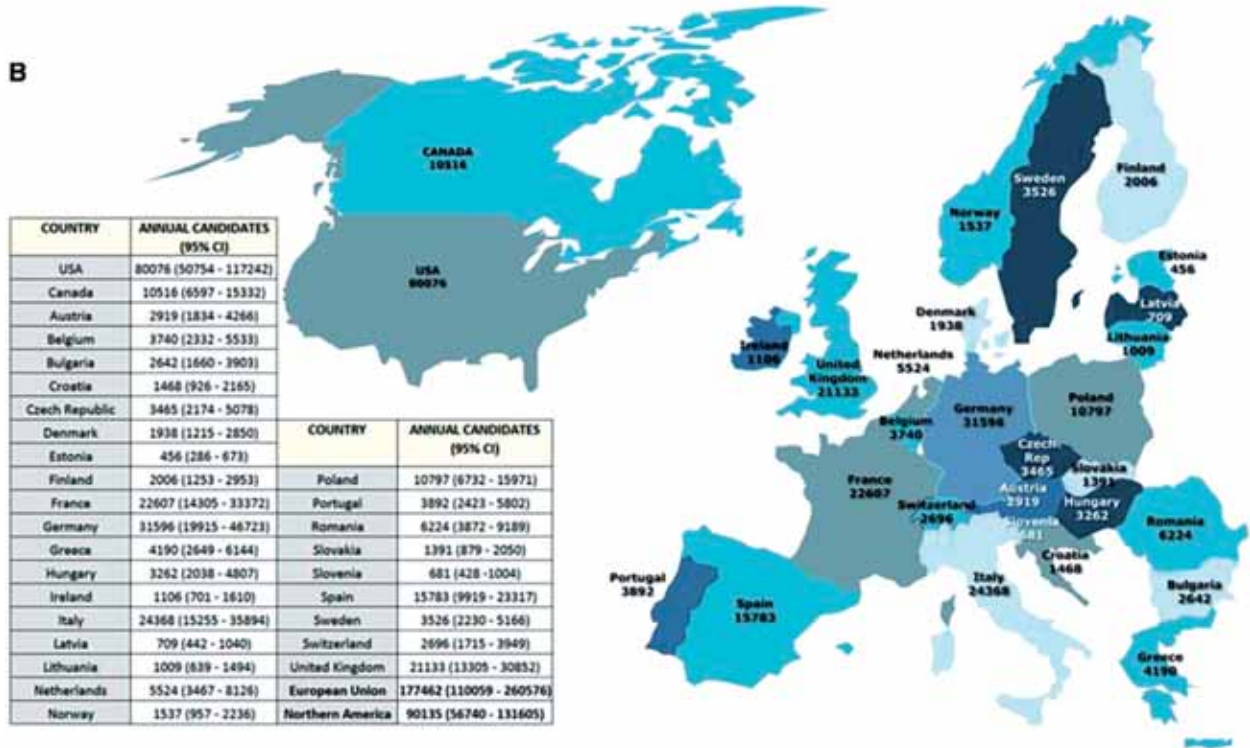 B
CANADA
10516
USA
80076
Sweden
3526
Finland
2006
Norway
1537
Estonia
456
Latvia
709
Lithuania
1009
Denmark
1938
Ireland
1106
United
Kingdom
21133
Netherlands
5524
Belgium
3740
Germany
31596
Poland
10797
Czech
Rep
3465
Slovakia
1391
Austria
2919
Hungary
3262
France
22607
Switzerland
2696
Slovenia
681
Croatia
1468
Romania
6224
Bulgaria
2642
Italy
24368
Portugal
3892
Spain
15783
Greece
4190
COUNTRY ANNUAL CANDIDATES
(95% CI)
USA 80076 (50754 - 117242)
Canada 10516 (6597 - 15332)
Austria 2919 (1834 - 4266)
Belgium 3740 (2332 - 5533)
Bulgaria 2642 (1660 - 3903)
Croatia 1468 (926 - 2165)
Czech Republic 3465 (2174 - 5078)
Denmark 1938 (1215 - 2850)
Estonia 456 (286 - 673)
Finland 2006 (1253 - 2953)
France 22607 (14305 - 33372)
Germany 31596 (19915 - 46723)
Greece 4190 (2649 - 6144)
Hungary 3262 (2038 - 4807)
Ireland 1106 (701 - 1610)
Italy 24368 (15255 - 35894)
Latvia 709 (442 - 1040)
Lithuania 1009 (639 - 1494)
Netherlands 5524 (3467 - 8126)
Norway 1537 (957 - 2236)
COUNTRY ANNUAL CANDIDATES
(95% CI)
Poland 10797 (6732 - 15971)
Portugal 3892 (2423 - 5802)
Romania 6224 (3872 - 9189)
Slovakia 1391 (879 - 2050)
Slovenia 681 (428 -1004)
Spain 15783 (9919 - 23317)
Sweden 3526 (2230 - 5166)
Switzerland 2696 (1715 - 3949)
United Kingdom 21133 (13305 - 30852)
European Union 177462 (110059 - 260576)
Northern America 90135 (56740 - 131605)